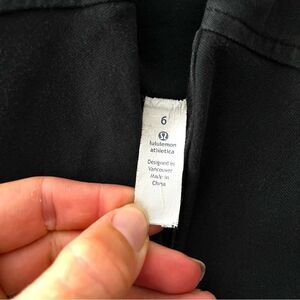 6
lululemon
athletica
Designed in
Vancouver
Made in
China